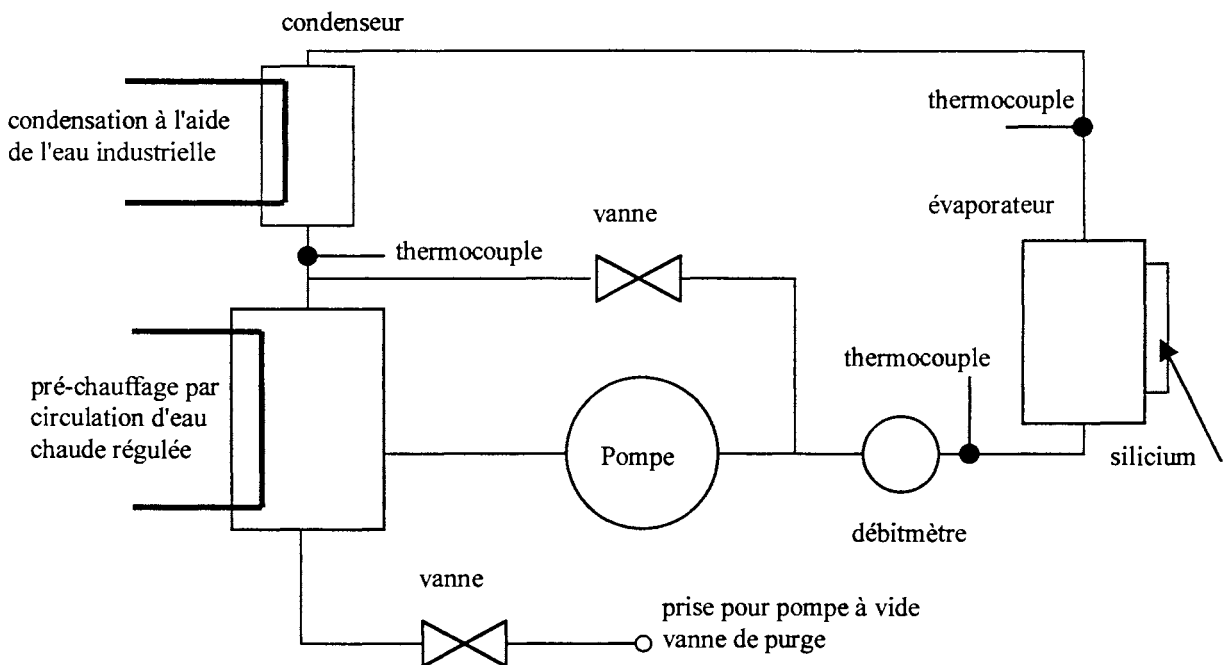 condenseur
condensation à l'aide
de l'eau industrielle
thermocouple
évaporateur
vanne
thermocouple
thermocouple
pré-chauffage par
circulation d'eau
chaude régulée
Pompe
silicium
débitmètre
vanne
prise pour pompe à vide
vanne de purge